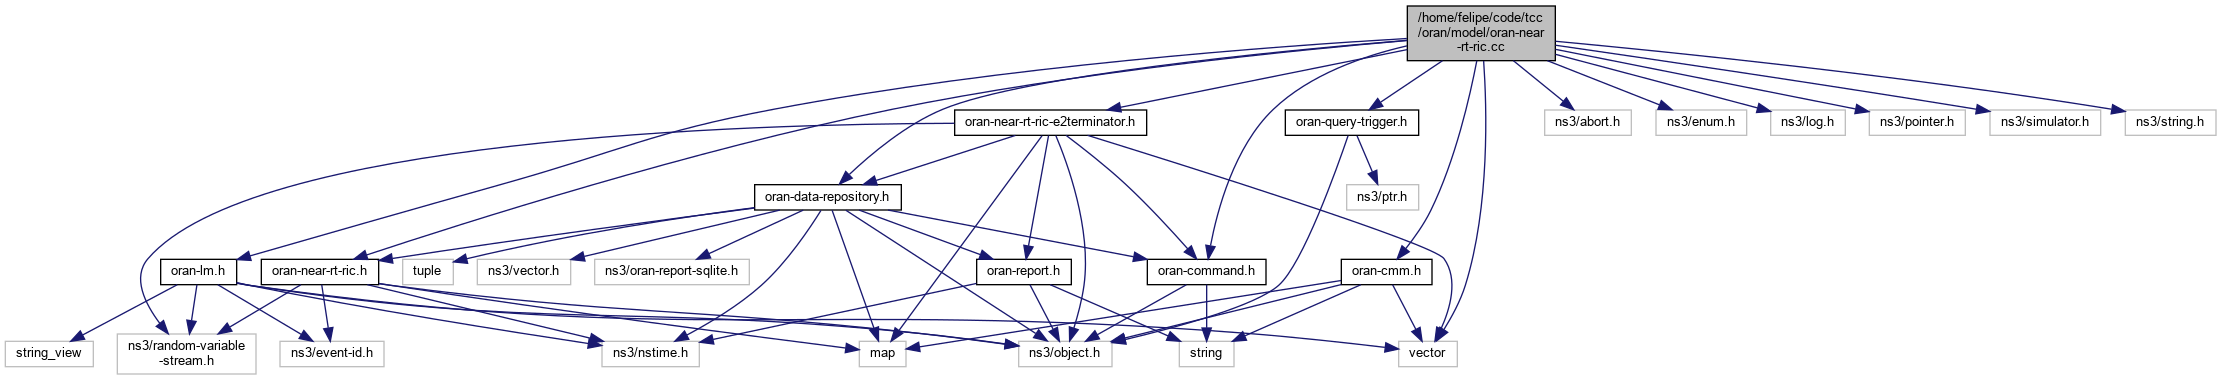 /home/felipe/code/tcc
/oran/model/oran-near
-rt-ric.cc
oran-near-rt-ric-e2terminator.h
oran-query-trigger.h
ns3/abort.h
ns3/enum.h
ns3/log.h
ns3/pointer.h
ns3/simulator.h
ns3/string.h
oran-data-repository.h
ns3/ptr.h
oran-lm.h
oran-near-rt-ric.h
tuple
ns3/vector.h
ns3/oran-report-sqlite.h
oran-report.h
oran-command.h
oran-cmm.h
string_view
ns3/random-variable
-stream.h
ns3/event-id.h
ns3/nstime.h
map
ns3/object.h
string
vector